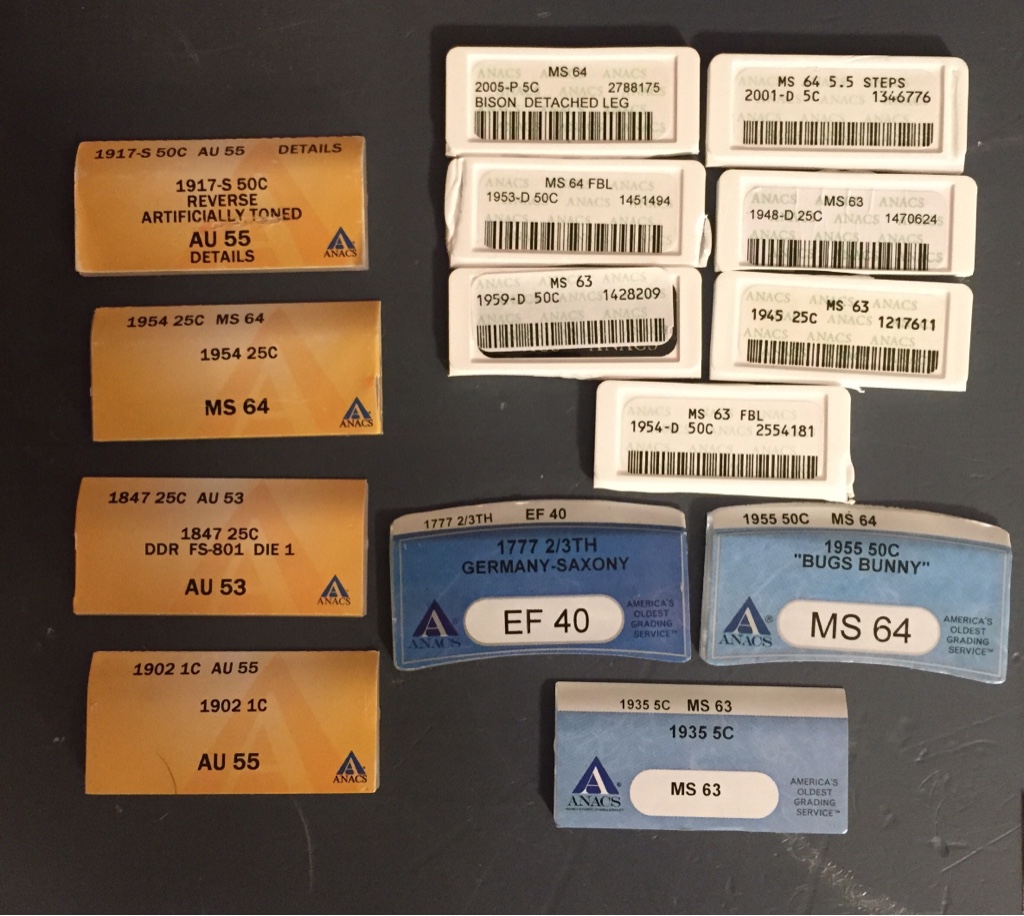 1917-S 50C AU 55 DETAILS
1917-S 50C
REVERSE
ARTIFICIALLY TONED
AU 55
DETAILS
ANACS
1954 25C MS 64
1954 25C
MS 64
ANACS
1847 25C AU 53
1847 25C
DDR FS-801 DIE 1
AU 53
ANACS
1902 1C AU 55
1902 1C
AU 55
ANACS
MS 64
2005-P 5C 2788175
BISON DETACHED LEG
MS 64 5.5 STEPS
2001-D 5C 1346776
MS 64 FBL
1953-D 50C 1451494
MS 63
1948-D 25C 1470624
MS 63
1959-D 50C 1428209
ANACS
MS 63
1945 25C 1217611
MS 63 FBL
1954-D 50C 2554181
1777 2/3TH EF 40
1777 2/3TH
GERMANY-SAXONY
EF 40
ANACS
AMERICA'S
OLDEST
GRADING
SERVICE™
1955 50C MS 64
1955 50C
"BUGS BUNNY"
MS 64
ANACS
AMERICA'S
OLDEST
GRADING
SERVICE™
1935 5C MS 63
1935 5C
MS 63
ANACS
AMERICA'S
OLDEST
GRADING
SERVICE™